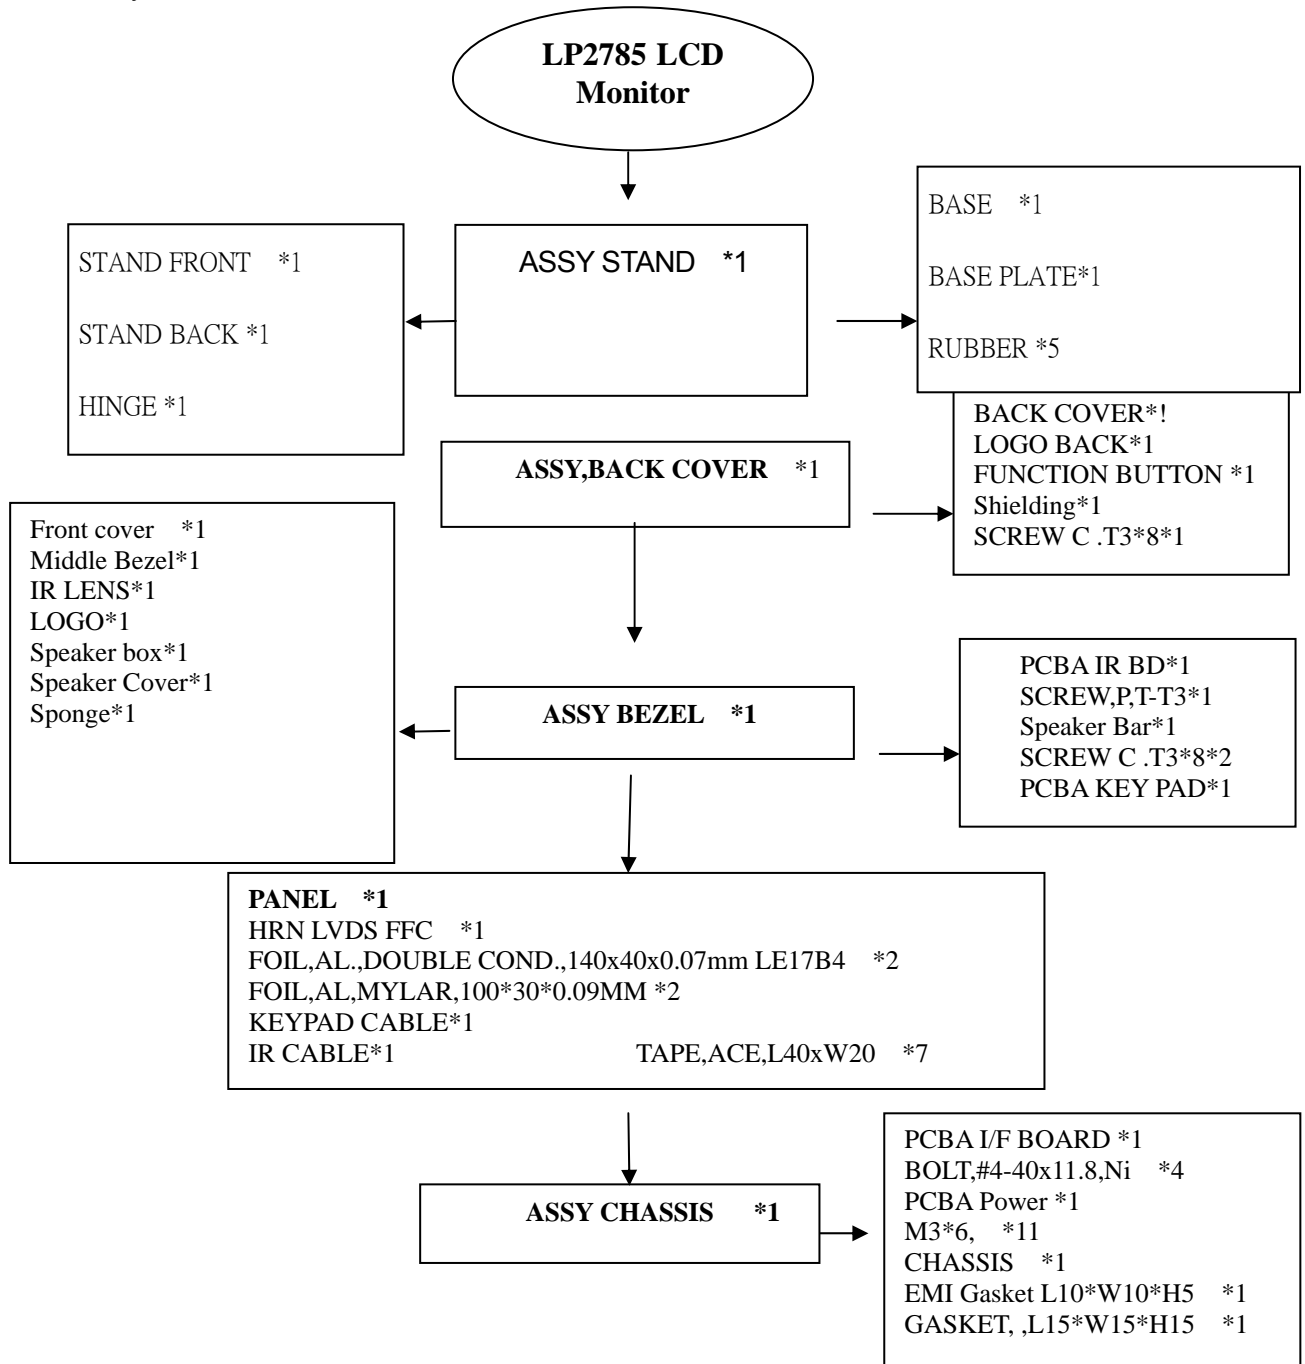 LP2785 LCD
Monitor
STAND FRONT *1
STAND BACK *1
HINGE *1
ASSY STAND *1
BASE *1
BASE PLATE*1
RUBBER *5
ASSY,BACK COVER *1
BACK COVER*!
LOGO BACK*1
FUNCTION BUTTON *1
Shielding*1
SCREW C .T3*8*1
Front cover *1
Middle Bezel*1
IR LENS*1
LOGO*1
Speaker box*1
Speaker Cover*1
Sponge*1
ASSY BEZEL *1
PCBA IR BD*1
SCREW,P,T-T3*1
Speaker Bar*1
SCREW C .T3*8*2
PCBA KEY PAD*1
PANEL *1
HRN LVDS FFC *1
FOIL,AL.,DOUBLE COND.,140x40x0.07mm LE17B4 *2
FOIL,AL,MYLAR,100*30*0.09MM *2
KEYPAD CABLE*1
IR CABLE*1 TAPE,ACE,L40xW20 *7
ASSY CHASSIS *1
PCBA I/F BOARD *1
BOLT,#4-40x11.8,Ni *4
PCBA Power *1
M3*6, *11
CHASSIS *1
EMI Gasket L10*W10*H5 *1
GASKET, ,L15*W15*H15 *1